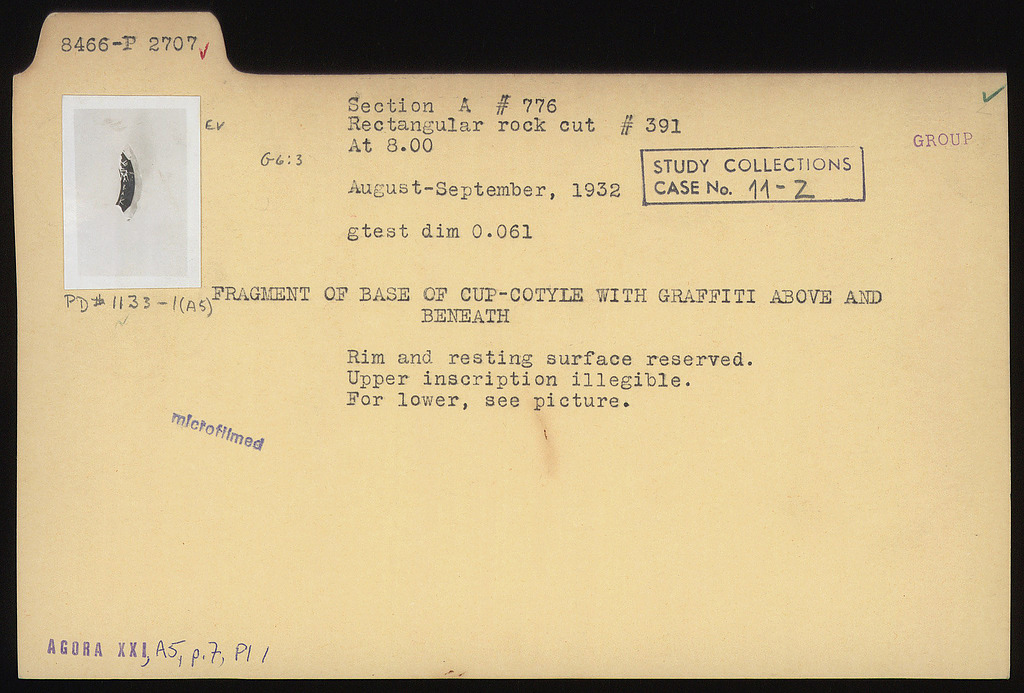 8466-P 2707
Section A # 776
Rectangular rock cut # 391
At 8.00
EV
G6:3
GROUP
STUDY COLLECTIONS
CASE No. 11-Z
August-September, 1932
gtest dim 0.061
PD# 1133-1(A5)
FRAGMENT OF BASE OF CUP-COTYLE WITH GRAFFITI ABOVE AND
BENEATH
Rim and resting surface reserved.
Upper inscription illegible.
For lower, see picture.
microfilmed
AGORA XXI, A5, p.7, Pl 1